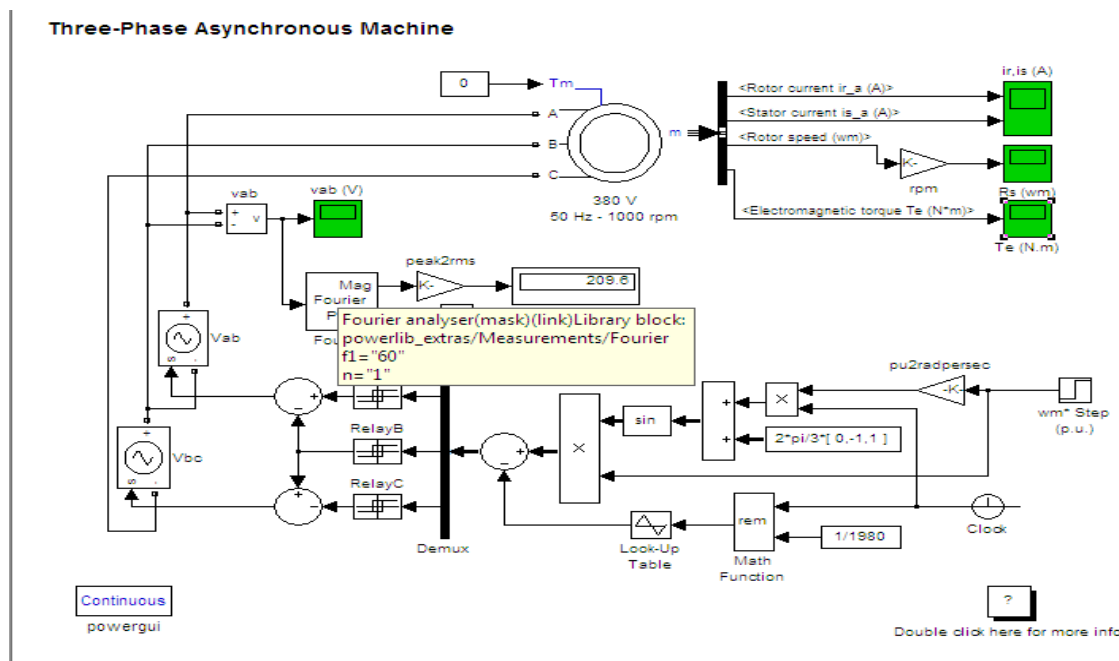 Three-Phase Asynchronous Machine
ir,is (A)
0
Tm
<Rotor current ir_a (A)>
A
<Stator current is_a (A)>
B
m
<Rotor speed (wm)>
C
K-
rpm
Rs (wm)
vab
vab (V)
380 V
50 Hz - 1000 rpm
<Electromagnetic torque Te (N*m)>
Te (N.m)
+
-
v
peak2rms
Mag
Fourier
K-
209.6
Fourier analyser(mask)(link)Library block:
powerlib_extras/Measurements/Fourier
f1="60"
n="1"
Vab
s
+
-
pu2radpersec
-K-
wm* Step
(p.u.)
+
−
X
sin
+
+
X
2*pi/3*[ 0,-1,1 ]
RelayB
Vbc
s
+
-
RelayC
+
−
−
+
rem
Clock
1/1980
Demux
Look-Up
Table
Math
Function
Continuous
powergui
?
Double click here for more info